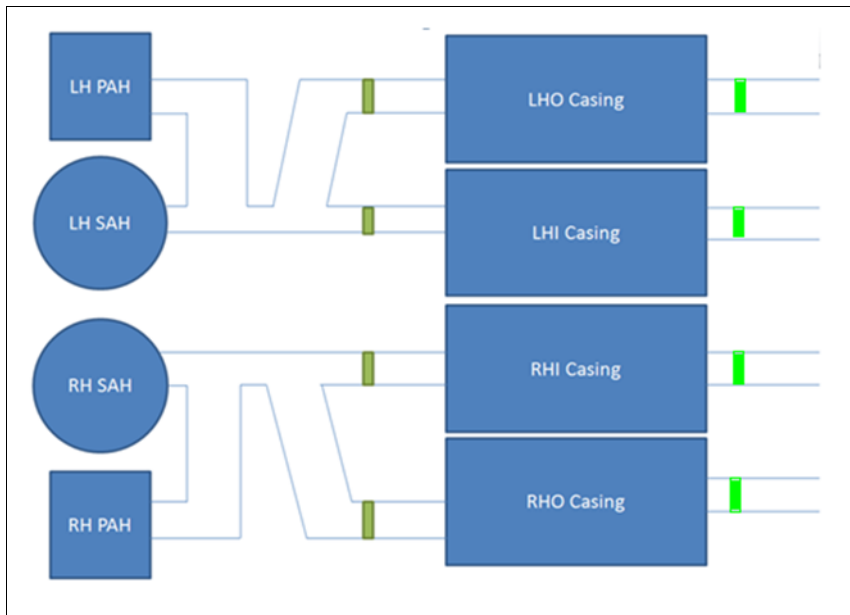 LH PAH
LHO Casing
LH SAH
LHI Casing
RH SAH
RHI Casing
RH PAH
RHO Casing